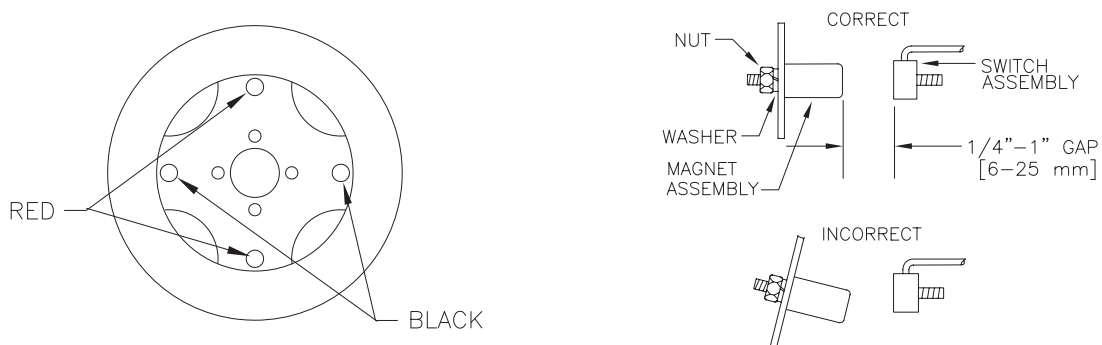 RED
BLACK
CORRECT
NUT
SWITCH
ASSEMBLY
WASHER
MAGNET
ASSEMBLY
1/4"-1" GAP
[6-25 mm]
INCORRECT